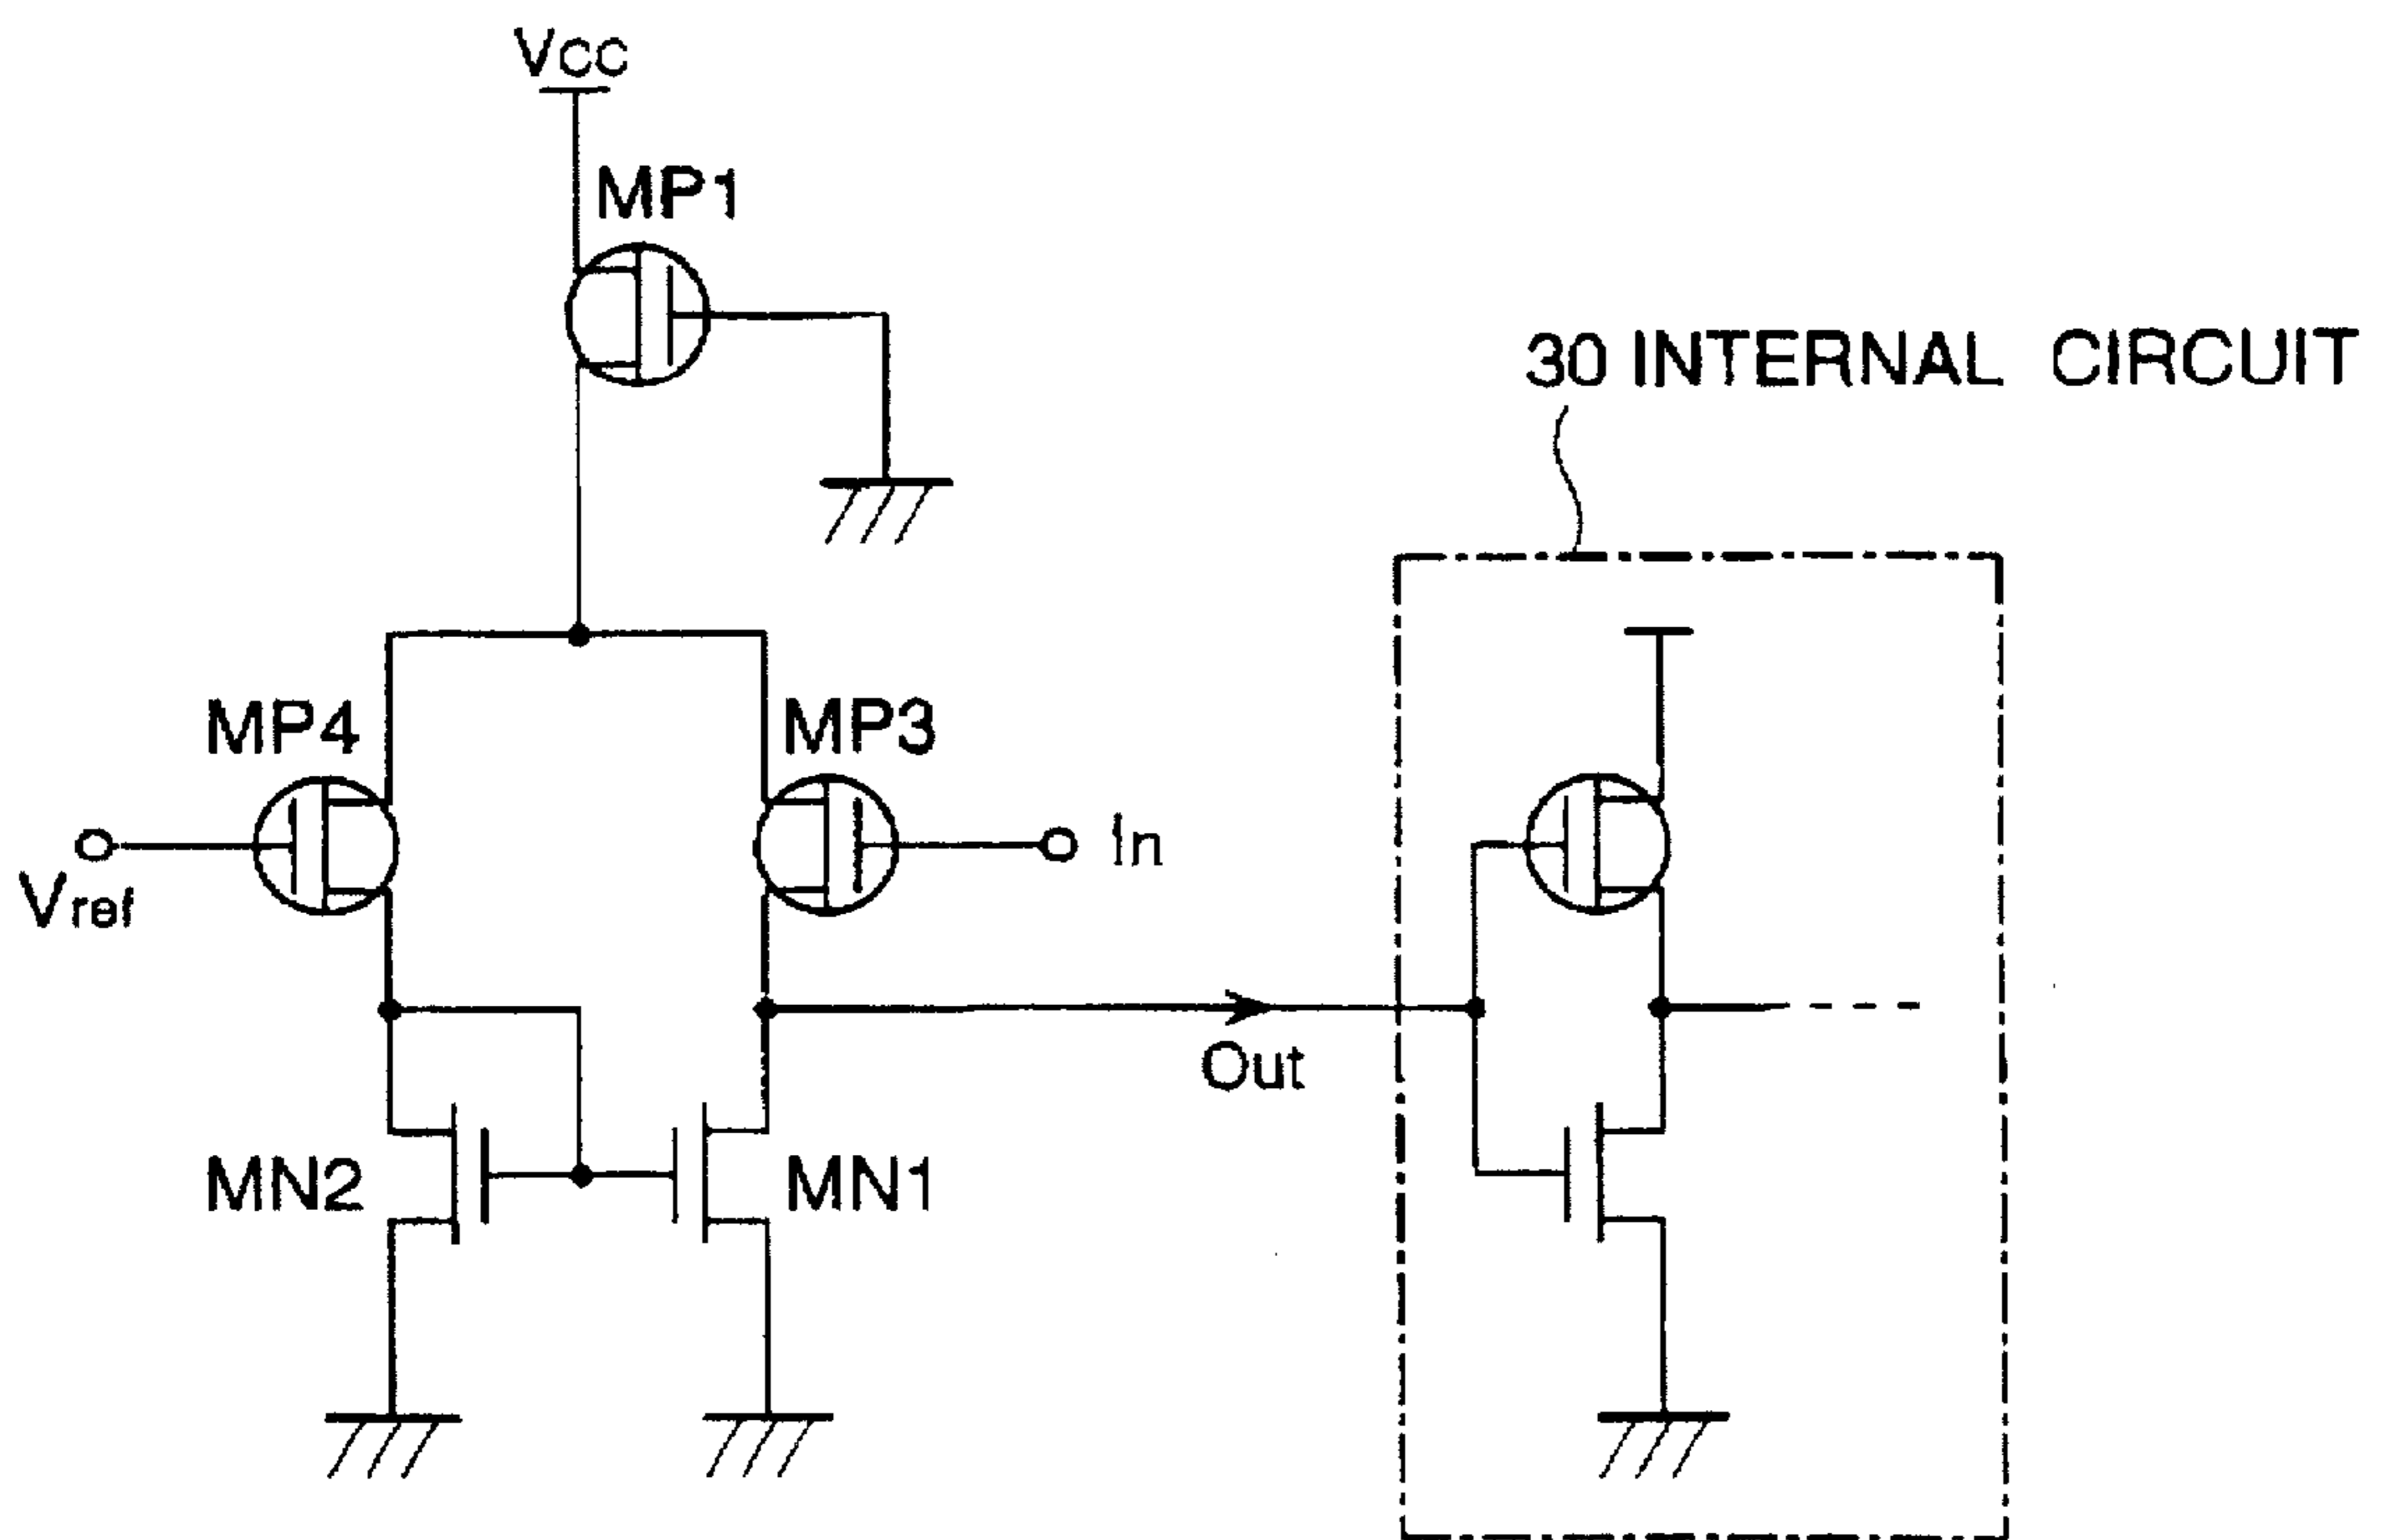 Vcc
MP1
30 INTERNAL CIRCUIT
MP4
MP3
In
Vref
Out
MN2
MN1